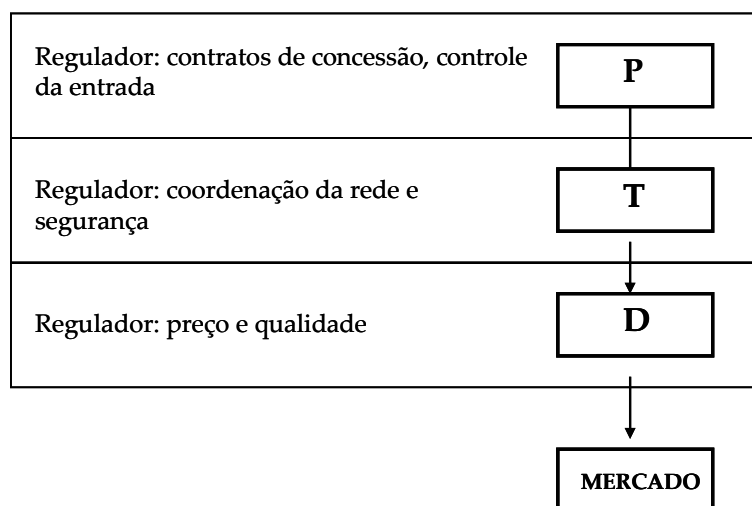 Regulador: contratos de concessão, controle
da entrada
P
Regulador: coordenação da rede e
segurança
T
Regulador: preço e qualidade
D
MERCADO